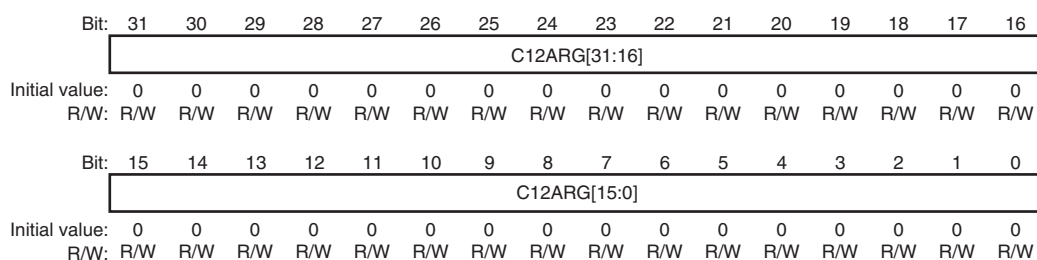 Bit: 31 30 29 28 27 26 25 24 23 22 21 20 19 18 17 16
C12ARG[31:16]
Initial value: 0 0 0 0 0 0 0 0 0 0 0 0 0 0 0 0
R/W: R/W R/W R/W R/W R/W R/W R/W R/W R/W R/W R/W R/W R/W R/W R/W R/W
Bit: 15 14 13 12 11 10 9 8 7 6 5 4 3 2 1 0
C12ARG[15:0]
Initial value: 0 0 0 0 0 0 0 0 0 0 0 0 0 0 0 0
R/W: R/W R/W R/W R/W R/W R/W R/W R/W R/W R/W R/W R/W R/W R/W R/W R/W